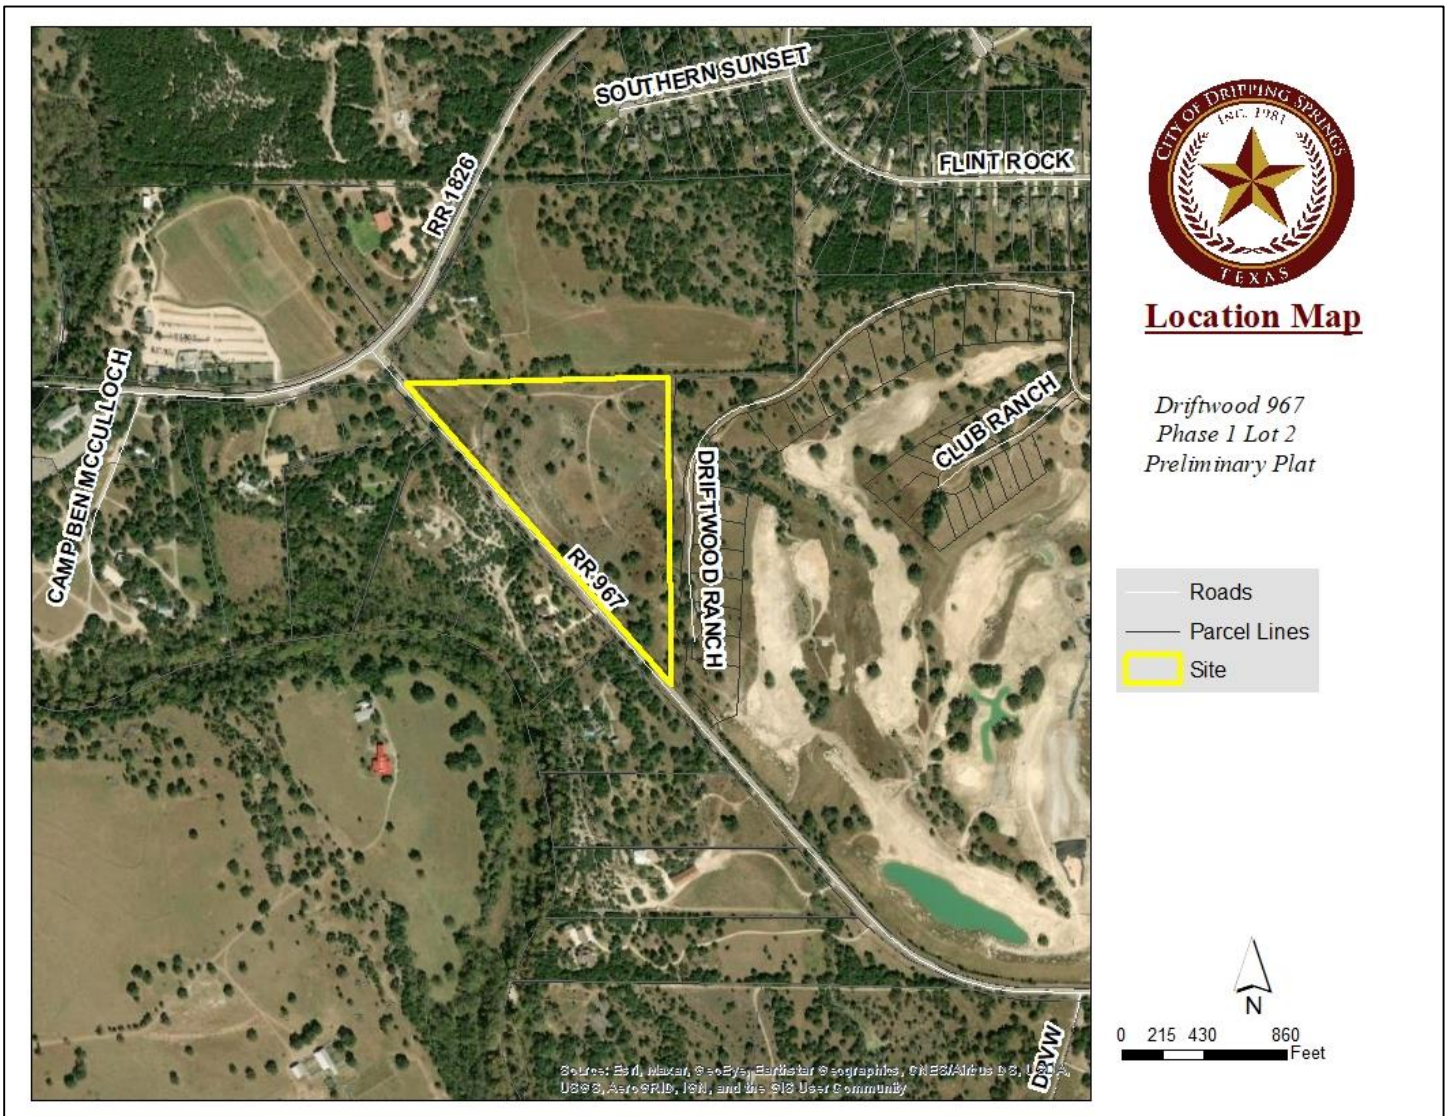 SOUTHERN SUNSET
FLINT ROCK
RR 1826
CAMP BEN MCCULLOCH
CLUB RANCH
DRIFTWOOD RANCH
RR 967
DRVW
Source: Esri, Maxar, GeoEye, Earthstar Geographics, CNES/Airbus DS, USDA,
USGS, AeroGRID, IGN, and the GIS User Community
CITY OF DRIPPING SPRINGS
INC. 1981
TEXAS
Location Map
Driftwood 967
Phase 1 Lot 2
Preliminary Plat
Roads
Parcel Lines
Site
N
0 215 430 860
Feet